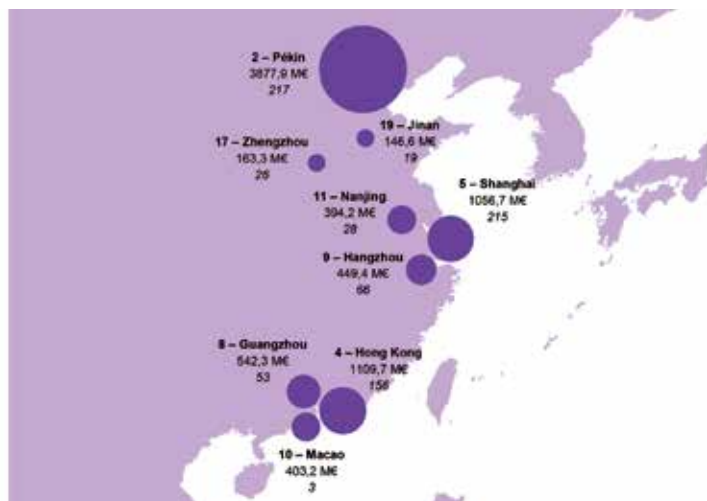 2 – Pékin
3877,9 M€
217
19 – Jinan
146,6 M€
19
17 – Zhengzhou
163,3 M€
26
5 – Shanghai
1056,7 M€
215
11 – Nanjing
394,2 M€
28
9 – Hangzhou
449,4 M€
66
8 – Guangzhou
542,3 M€
53
4 – Hong Kong
1109,7 M€
156
10 – Macao
403,2 M€
3